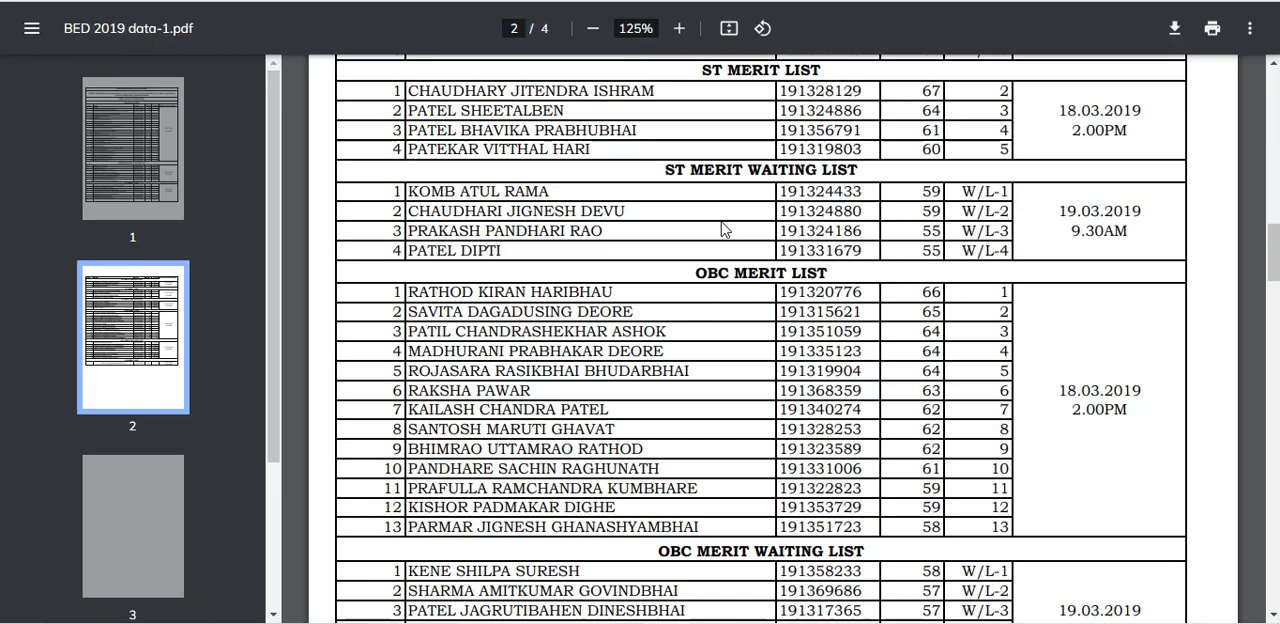 BED 2019 data-1.pdf 2 / 4 125%
ST MERIT LIST
1 CHAUDHARY JITENDRA ISHRAM 191328129 67 2
2 PATEL SHEETALBEN 191324886 64 3 18.03.2019
3 PATEL BHAVIKA PRABHUBHAI 191356791 61 4 2.00PM
4 PATEKAR VITTHAL HARI 191319803 60 5
ST MERIT WAITING LIST
1 KOMB ATUL RAMA 191324433 59 W/L-1
2 CHAUDHARI JIGNESH DEVU 191324880 59 W/L-2 19.03.2019
3 PRAKASH PANDHARI RAO 191324186 55 W/L-3 9.30AM
4 PATEL DIPTI 191331679 55 W/L-4
OBC MERIT LIST
1 RATHOD KIRAN HARIBHAU 191320776 66 1
2 SAVITA DAGADUSING DEORE 191315621 65 2
3 PATIL CHANDRASHEKHAR ASHOK 191351059 64 3
4 MADHURANI PRABHAKAR DEORE 191335123 64 4
5 ROJASARA RASIKBHAI BHUDARBHAI 191319904 64 5
6 RAKSHA PAWAR 191368359 63 6 18.03.2019
7 KAILASH CHANDRA PATEL 191340274 62 7 2.00PM
8 SANTOSH MARUTI GHAVAT 191328253 62 8
9 BHIMRAO UTTAMRAO RATHOD 191323589 62 9
10 PANDHARE SACHIN RAGHUNATH 191331006 61 10
11 PRAFULLA RAMCHANDRA KUMBHARE 191322823 59 11
12 KISHOR PADMAKAR DIGHE 191353729 59 12
13 PARMAR JIGNESH GHANASHYAMBHAI 191351723 58 13
OBC MERIT WAITING LIST
1 KENE SHILPA SURESH 191358233 58 W/L-1
2 SHARMA AMITKUMAR GOVINDBHAI 191369686 57 W/L-2
3 PATEL JAGRUTIBAHEN DINESHBHAI 191317365 57 W/L-3 19.03.2019
1
2
3